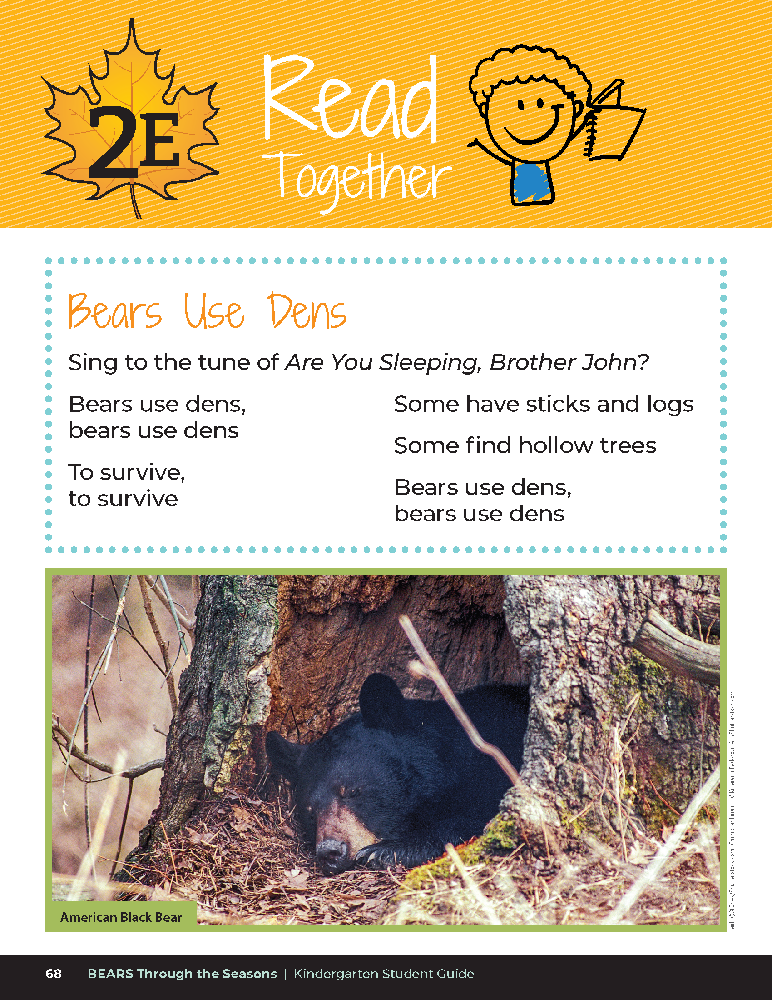 2E
Read
Together
Bears Use Dens
Sing to the tune of Are You Sleeping, Brother John?
Bears use dens,
bears use dens
To survive,
to survive
Some have sticks and logs
Some find hollow trees
Bears use dens,
bears use dens
American Black Bear
Leaf: ©3t0n4k/Shutterstock.com; Character Lineart: @Kateryna Fedorova Art/Shutterstock.com
68 BEARS Through the Seasons | Kindergarten Student Guide